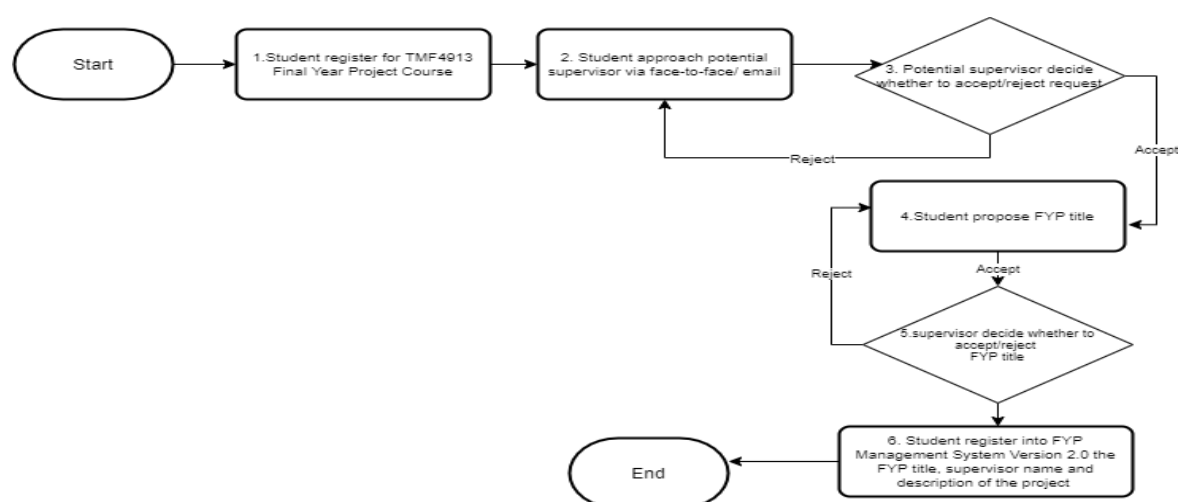 Start
1.Student register for TMF4913
Final Year Project Course
2. Student approach potential
supervisor via face-to-face/ email
3. Potential supervisor decide
whether to accept/reject request
Reject
Accept
4.Student propose FYP title
Reject
Accept
5.supervisor decide whether to
accept/reject
FYP title
6. Student register into FYP
Management System Version 2.0 the
FYP title, supervisor name and
description of the project
End